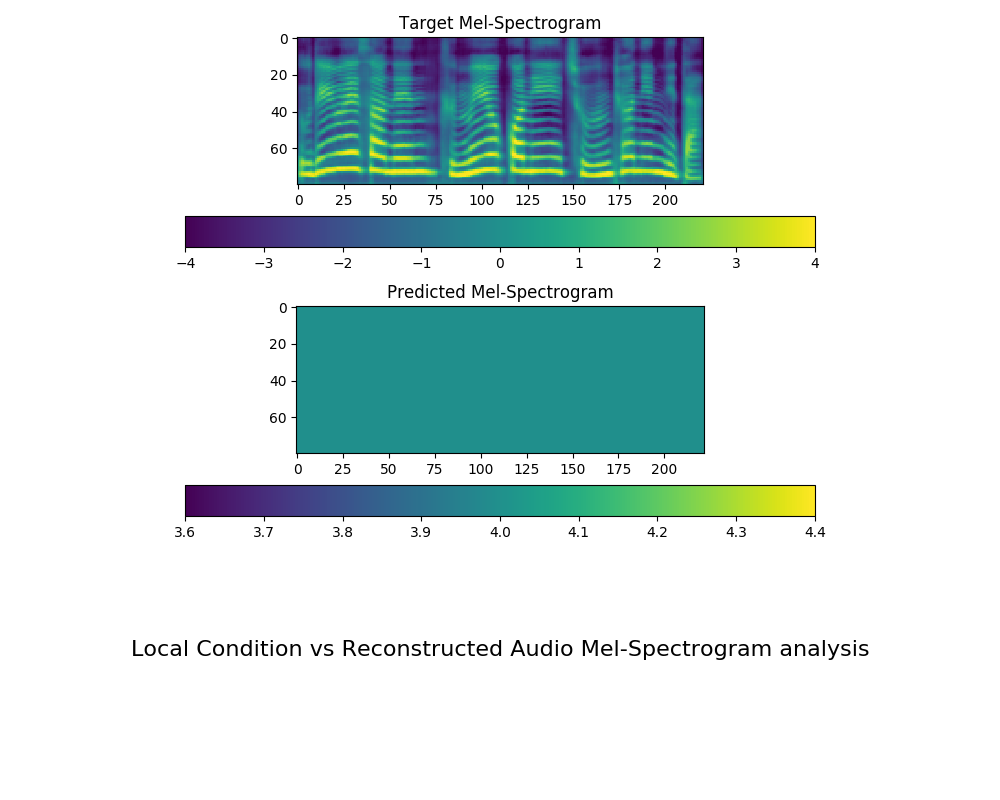 Target Mel-Spectrogram
0
20
40
60
0 25 50 75 100 125 150 175 200
−4 −3 −2 −1 0 1 2 3 4
Predicted Mel-Spectrogram
0
20
40
60
0 25 50 75 100 125 150 175 200
3.6 3.7 3.8 3.9 4.0 4.1 4.2 4.3 4.4
Local Condition vs Reconstructed Audio Mel-Spectrogram analysis